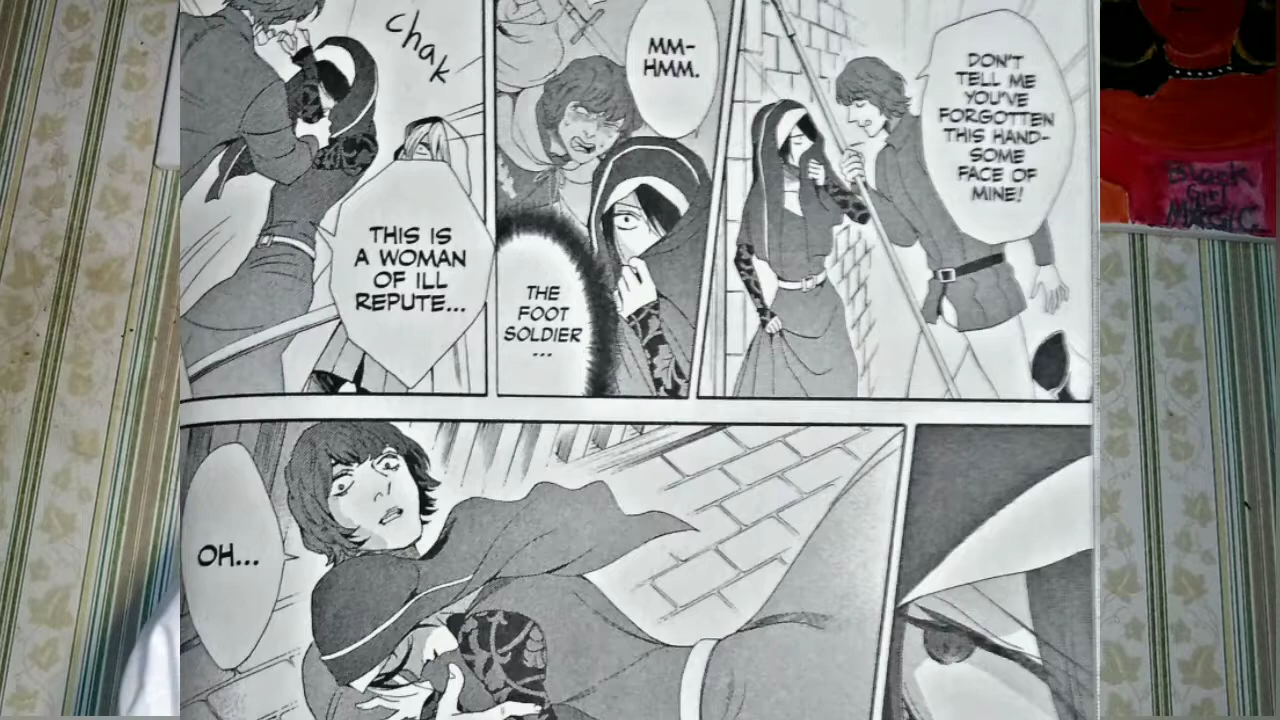 DON'T
TELL ME
YOU'VE
FORGOTTEN
THIS HAND-
SOME
FACE OF
MINE!
MM-
HMM.
THE
FOOT
SOLDIER
...
Chak
THIS IS
A WOMAN
OF ILL
REPUTE...
OH...
Black
Girl
MAGIC